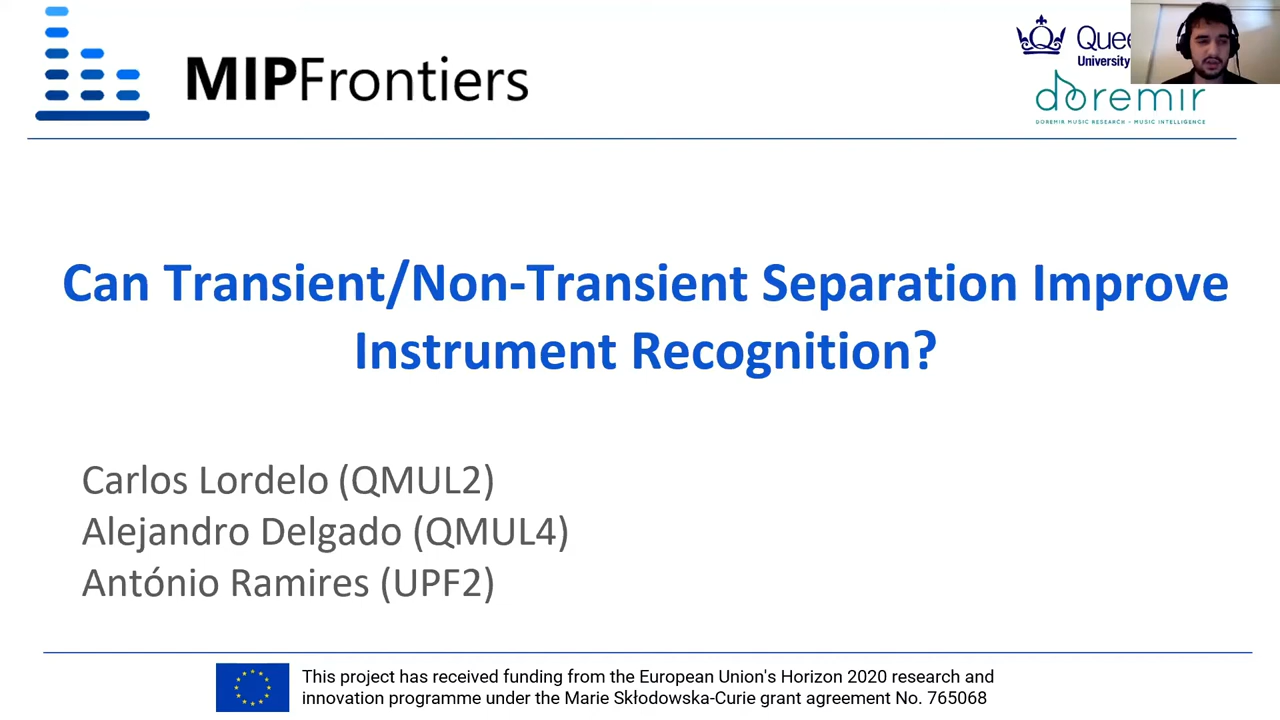 MIPFrontiers
University
doremir
DOREMIR MUSIC RESEARCH - MUSIC INTELLIGENCE
Can Transient/Non-Transient Separation Improve
Instrument Recognition?
Carlos Lordelo (QMUL2)
Alejandro Delgado (QMUL4)
António Ramires (UPF2)
This project has received funding from the European Union's Horizon 2020 research and
innovation programme under the Marie Skłodowska-Curie grant agreement No. 765068